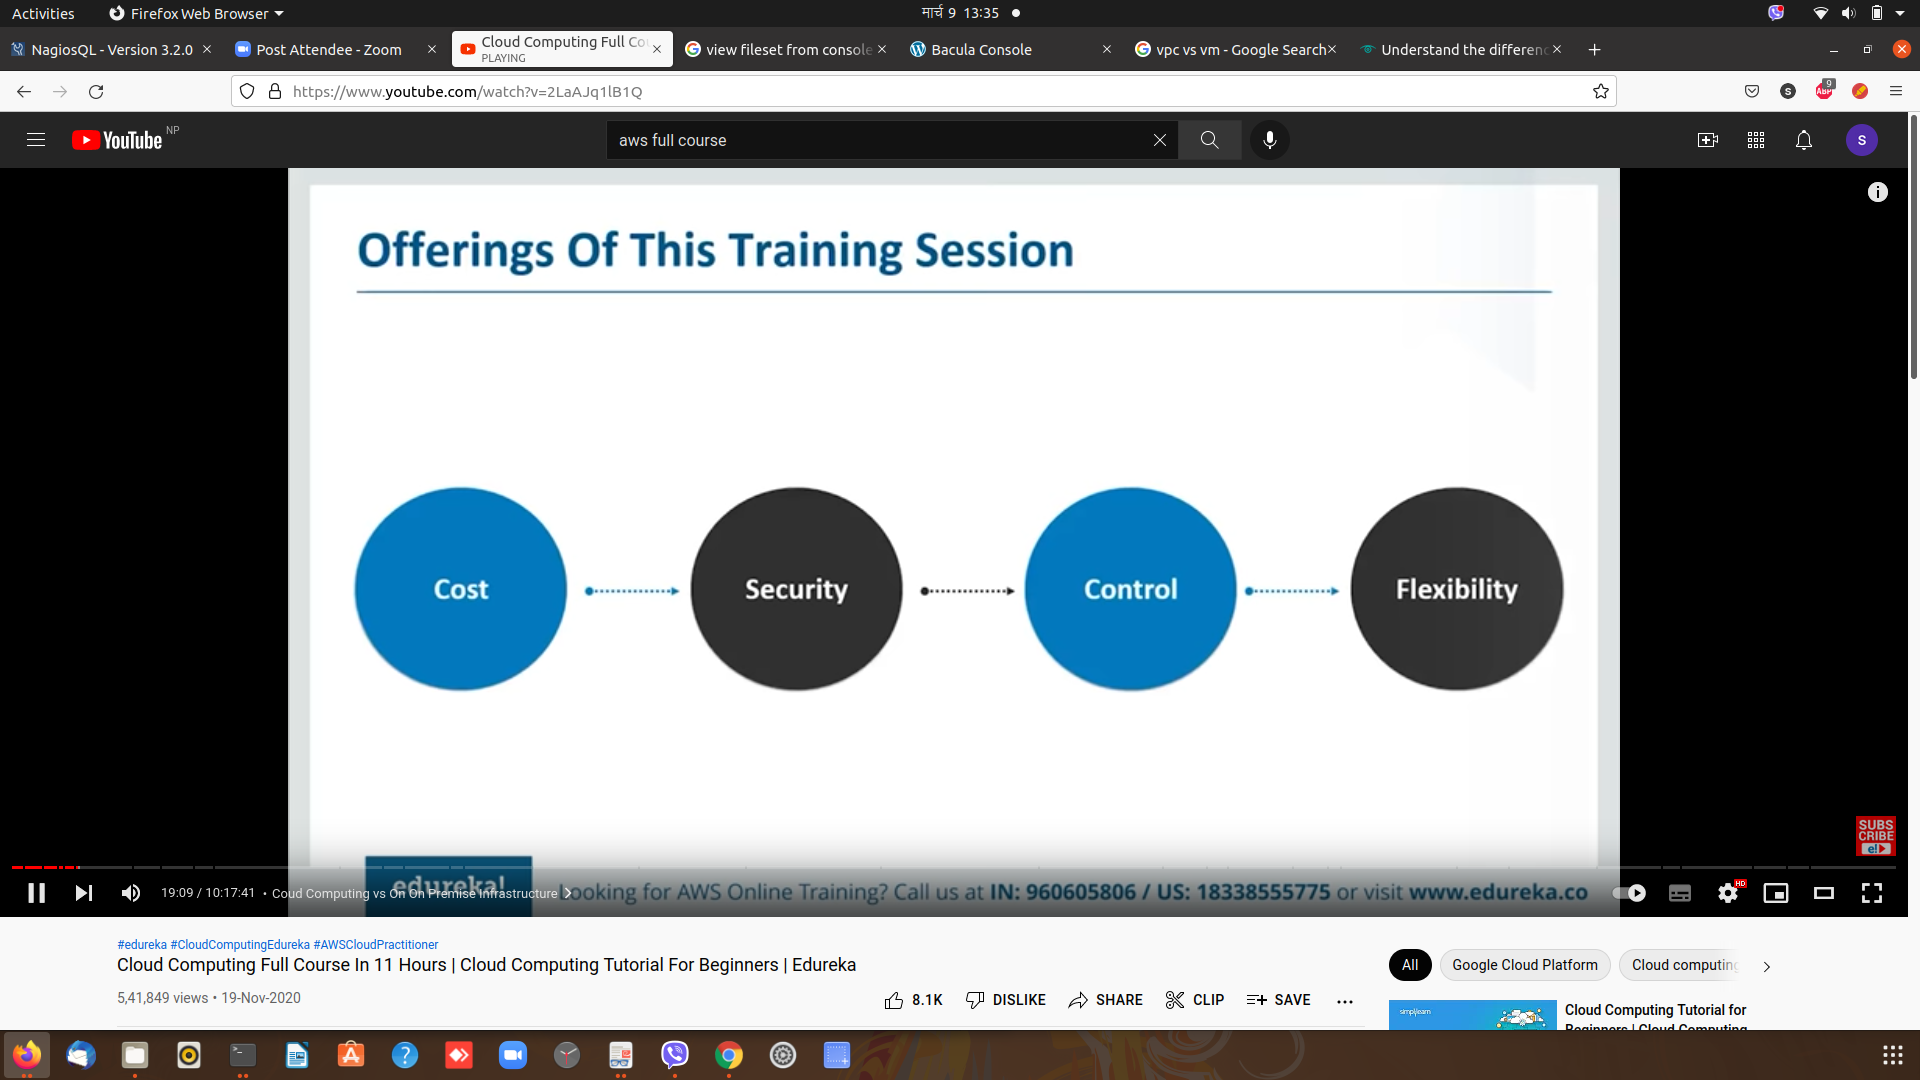 Activities Firefox Web Browser मार्च 9 13:35
NagiosQL - Version 3.2.0 Post Attendee - Zoom Cloud Computing Full Co view fileset from console Bacula Console vpc vs vm - Google Search Understand the differenc
PLAYING
https://www.youtube.com/watch?v=2LaAJq1lB1Q S ABP 9
YouTube NP aws full course S
Offerings Of This Training Session
Cost Security Control Flexibility
SUBS
CRIBE
e!
edureka! Looking for AWS Online Training? Call us at IN: 960605806 / US: 18338555775 or visit www.edureka.co
19:09 / 10:17:41 • Coud Computing vs On On Premise Infrastructure HD
#edureka #CloudComputingEdureka #AWSCloudPractitioner
Cloud Computing Full Course In 11 Hours | Cloud Computing Tutorial For Beginners | Edureka
5,41,849 views • 19-Nov-2020
8.1K DISLIKE SHARE CLIP SAVE
All Google Cloud Platform Cloud computing
simplilearn Cloud Computing Tutorial for
Beginners | Cloud Computing